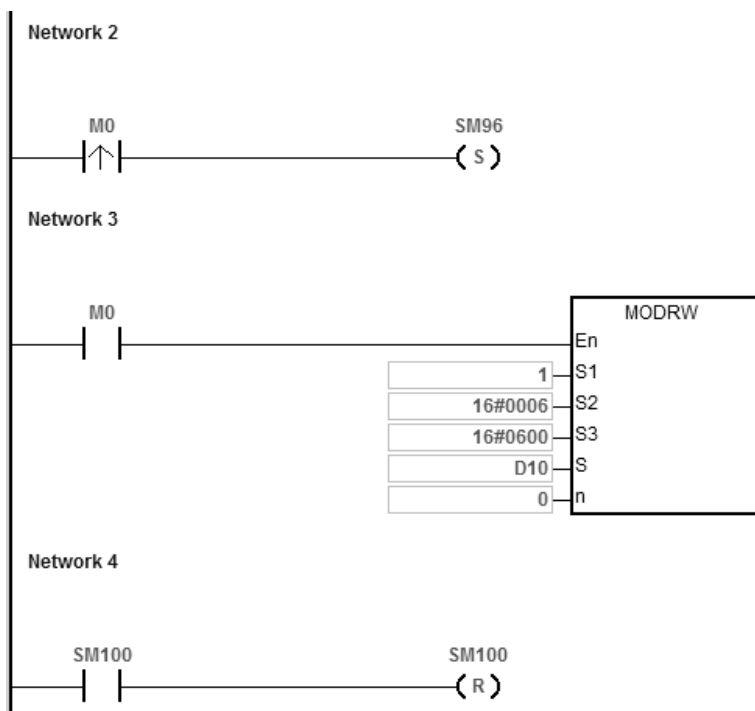 Network 2
M0 SM96
S
Network 3
M0
MODRW
En
1 S1
16#0006 S2
16#0600 S3
D10 S
0 n
Network 4
SM100 SM100
R